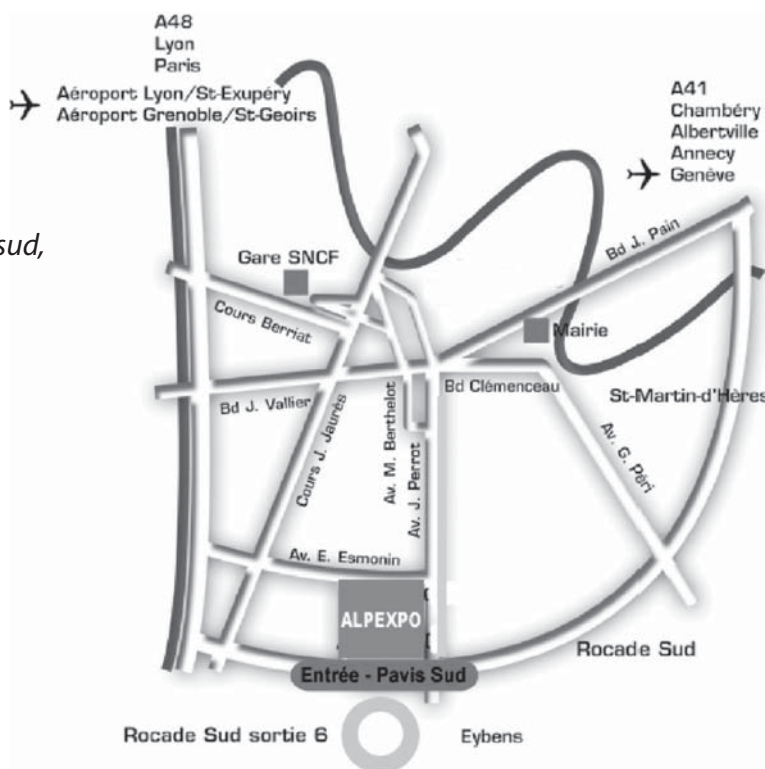 A48
Lyon
Paris
Aéroport Lyon/St-Exupéry
Aéroport Grenoble/St-Geoirs
A41
Chambéry
Albertville
Annecy
Genève
sud,
Gare SNCF
Bd J. Pain
Cours Berriat
Mairie
Bd J. Vallier
Bd Clémenceau
St-Martin-d'Hères
Cours J. Jaurès
Av. M. Berthelot
Av. J. Perrot
Av. G. Péri
Av. E. Esmonin
ALPEXPO
Rocade Sud
Entrée - Pavis Sud
Rocade Sud sortie 6
Eybens